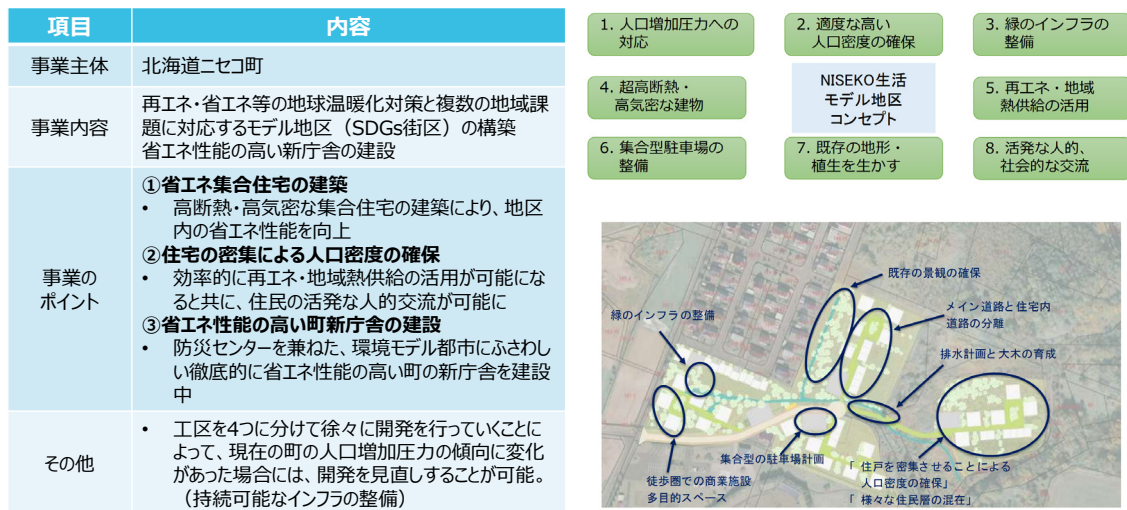 項目
内容
事業主体
北海道ニセコ町
事業内容
再エネ・省エネ等の地球温暖化対策と複数の地域課
題に対応するモデル地区（SDGs街区）の構築
省エネ性能の高い新庁舎の建設
事業の
ポイント
①省エネ集合住宅の建築
• 高断熱・高気密な集合住宅の建築により、地区
内の省エネ性能を向上
②住宅の密集による人口密度の確保
• 効率的に再エネ・地域熱供給の活用が可能にな
ると共に、住民の活発な人的交流が可能に
③省エネ性能の高い町新庁舎の建設
• 防災センターを兼ねた、環境モデル都市にふさわし
い徹底的に省エネ性能の高い町の新庁舎を建設
中
その他
• 工区を4つに分けて徐々に開発を行っていくことに
よって、現在の町の人口増加圧力の傾向に変化
があった場合には、開発を見直しすることが可能。
（持続可能なインフラの整備）
1. 人口増加圧力への
対応
2. 適度な高い
人口密度の確保
3. 緑のインフラの
整備
4. 超高断熱・
高気密な建物
NISEKO生活
モデル地区
コンセプト
5. 再エネ・地域
熱供給の活用
6. 集合型駐車場の
整備
7. 既存の地形・
植生を生かす
8. 活発な人的、
社会的な交流
既存の景観の確保
メイン道路と住宅内
道路の分離
緑のインフラの整備
排水計画と大木の育成
集合型の駐車場計画
徒歩圏での商業施設
多目的スペース
「 住戸を密集させることによる
人口密度の確保」
「 様々な住民層の混在」